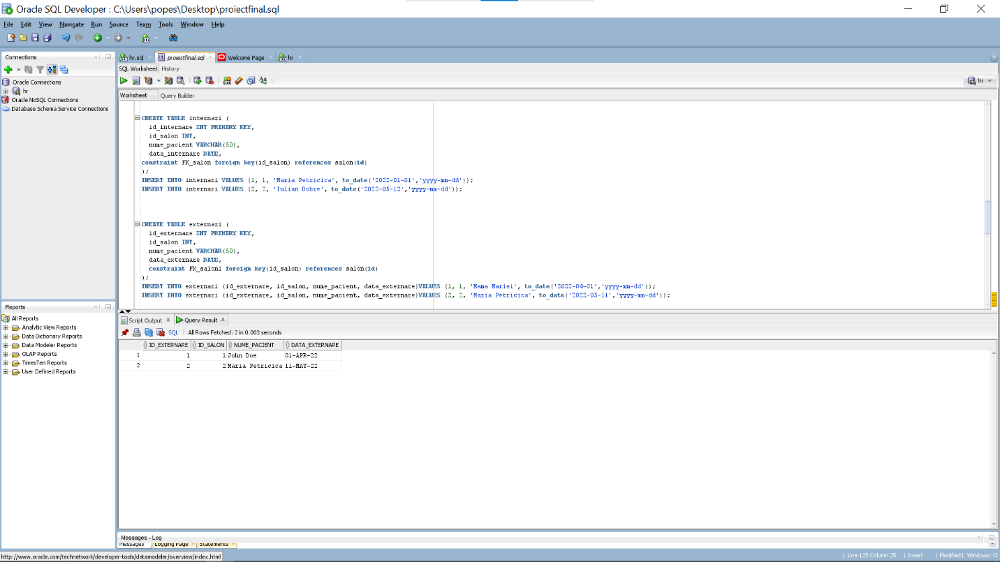 Oracle SQL Developer : C:\Users\popes\Desktop\proiectfinal.sql
File Edit View Navigate Run Source Team Tools Window Help
Connections
Oracle Connections
hr
Oracle NoSQL Connections
Database Schema Service Connections
Reports
All Reports
Analytic View Reports
Data Dictionary Reports
Data Modeler Reports
OLAP Reports
TimesTen Reports
User Defined Reports
hr.sql proiectfinal.sql Welcome Page hr
SQL Worksheet History
hr
Worksheet Query Builder
CREATE TABLE internari (
id_internare INT PRIMARY KEY,
id_salon INT,
nume_pacient VARCHAR(50),
data_internare DATE,
constraint FK_salon foreign key(id_salon) references salon(id)
);
INSERT INTO internari VALUES (1, 1, 'Maria Petricica', to_date('2022-01-01','yyyy-mm-dd'));
INSERT INTO internari VALUES (2, 2, 'Iulian Dobre', to_date('2022-05-12','yyyy-mm-dd'));
CREATE TABLE externari (
id_externare INT PRIMARY KEY,
id_salon INT,
nume_pacient VARCHAR(50),
data_externare DATE,
constraint FK_salon1 foreign key(id_salon) references salon(id)
);
INSERT INTO externari (id_externare, id_salon, nume_pacient, data_externare)VALUES (1, 1, 'Mama Mariei', to_date('2022-04-01','yyyy-mm-dd'));
INSERT INTO externari (id_externare, id_salon, nume_pacient, data_externare)VALUES (2, 2, 'Maria Petricica', to_date('2022-05-11','yyyy-mm-dd'));
Script Output x Query Result x
SQL | All Rows Fetched: 2 in 0.003 seconds
ID_EXTERNARE ID_SALON NUME_PACIENT DATA_EXTERNARE
1 1 1 John Doe 01-APR-22
2 2 2 Maria Petricica 11-MAY-22
Messages - Log
Messages Logging Page Statements
http://www.oracle.com/technetwork/developer-tools/datamodeler/overview/index.html
| Line 125 Column 25 | Insert | Modified | Windows: